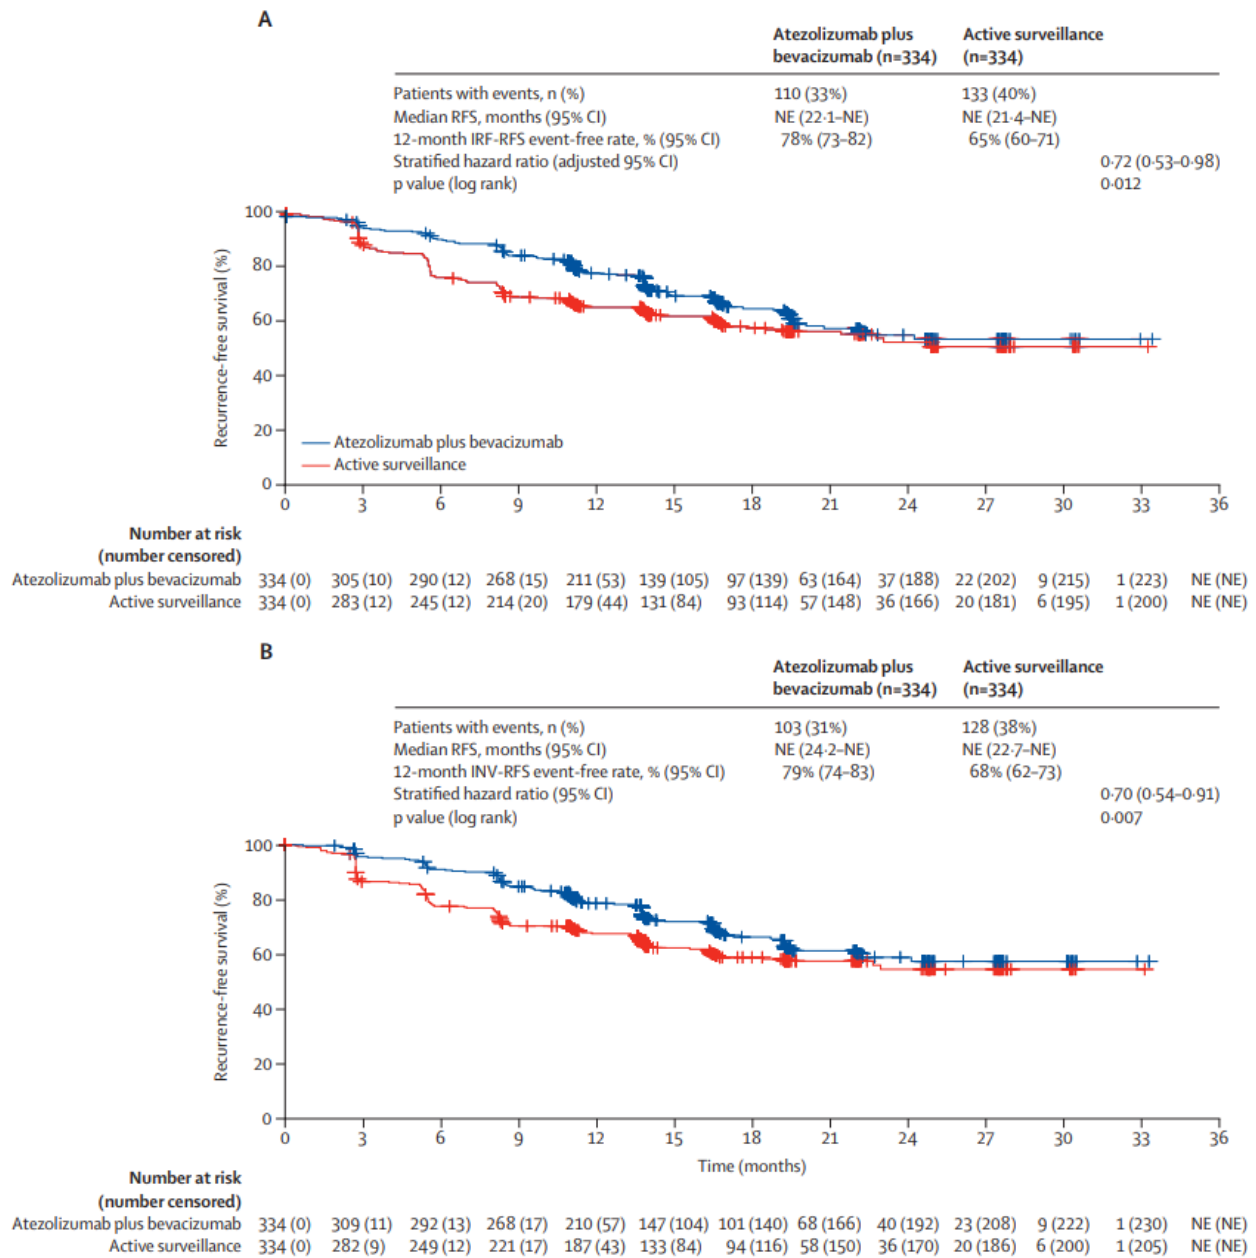 A
Atezolizumab plus bevacizumab (n=334) Active surveillance (n=334)
Patients with events, n (%) 110 (33%) 133 (40%)
Median RFS, months (95% CI) NE (22·1–NE) NE (21·4–NE)
12-month IRF-RFS event-free rate, % (95% CI) 78% (73–82) 65% (60–71)
Stratified hazard ratio (adjusted 95% CI) 0·72 (0·53–0·98)
p value (log rank) 0·012
Recurrence-free survival (%)
100
80
60
40
20
0
Atezolizumab plus bevacizumab
Active surveillance
0 3 6 9 12 15 18 21 24 27 30 33 36
Number at risk
(number censored)
Atezolizumab plus bevacizumab 334 (0) 305 (10) 290 (12) 268 (15) 211 (53) 139 (105) 97 (139) 63 (164) 37 (188) 22 (202) 9 (215) 1 (223) NE (NE)
Active surveillance 334 (0) 283 (12) 245 (12) 214 (20) 179 (44) 131 (84) 93 (114) 57 (148) 36 (166) 20 (181) 6 (195) 1 (200) NE (NE)
B
Atezolizumab plus bevacizumab (n=334) Active surveillance (n=334)
Patients with events, n (%) 103 (31%) 128 (38%)
Median RFS, months (95% CI) NE (24·2–NE) NE (22·7–NE)
12-month INV-RFS event-free rate, % (95% CI) 79% (74–83) 68% (62–73)
Stratified hazard ratio (95% CI) 0·70 (0·54–0·91)
p value (log rank) 0·007
Recurrence-free survival (%)
100
80
60
40
20
0
0 3 6 9 12 15 18 21 24 27 30 33 36
Time (months)
Number at risk
(number censored)
Atezolizumab plus bevacizumab 334 (0) 309 (11) 292 (13) 268 (17) 210 (57) 147 (104) 101 (140) 68 (166) 40 (192) 23 (208) 9 (222) 1 (230) NE (NE)
Active surveillance 334 (0) 282 (9) 249 (12) 221 (17) 187 (43) 133 (84) 94 (116) 58 (150) 36 (170) 20 (186) 6 (200) 1 (205) NE (NE)